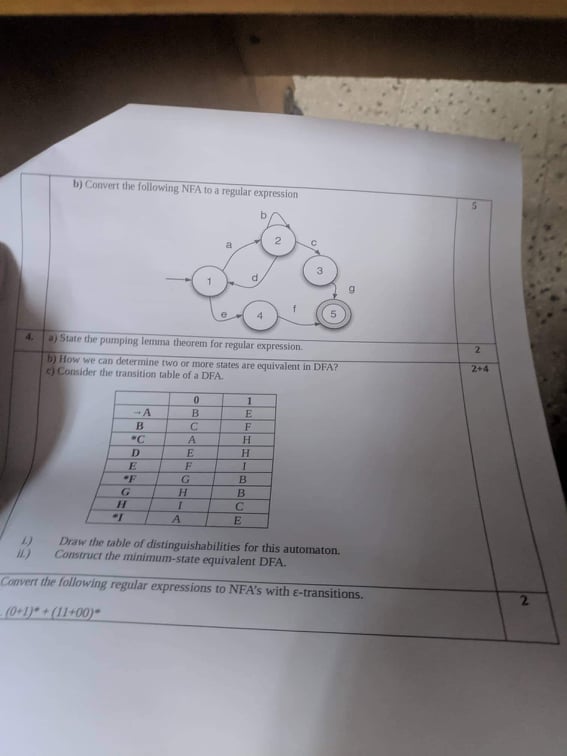 b) Convert the following NFA to a regular expression
5
b
a
2
c
1
d
3
g
e
4
f
5
4.
a) State the pumping lemma theorem for regular expression.
2
b) How we can determine two or more states are equivalent in DFA?
2+4
c) Consider the transition table of a DFA.
0 1
→A B E
B C F
*C A H
D E H
E F I
*F G B
G H B
H I C
*I A E
i.) Draw the table of distinguishabilities for this automaton.
ii.) Construct the minimum-state equivalent DFA.
Convert the following regular expressions to NFA's with ε-transitions.
2
(0+1)* + (11+00)*